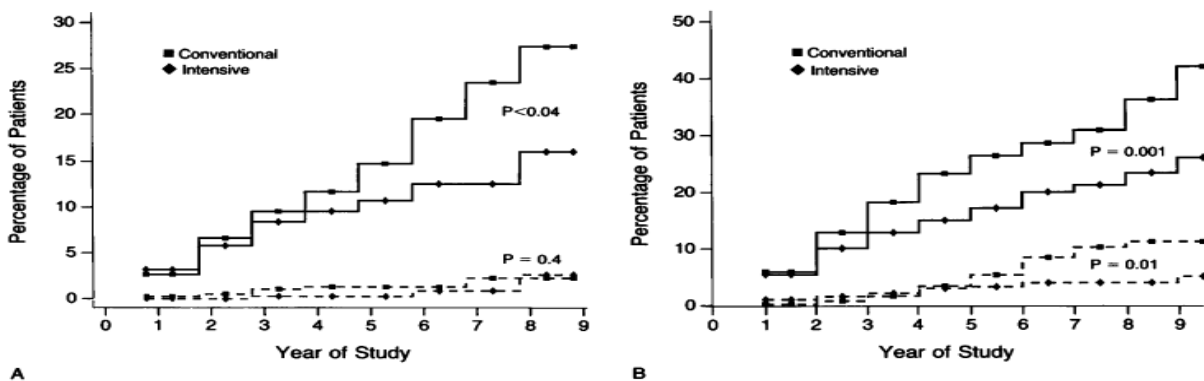 30
25
20
15
10
5
0
Percentage of Patients
Conventional
Intensive
P<0.04
P = 0.4
0 1 2 3 4 5 6 7 8 9
Year of Study
A
50
40
30
20
10
0
Percentage of Patients
Conventional
Intensive
P = 0.001
P = 0.01
0 1 2 3 4 5 6 7 8 9
Year of Study
B